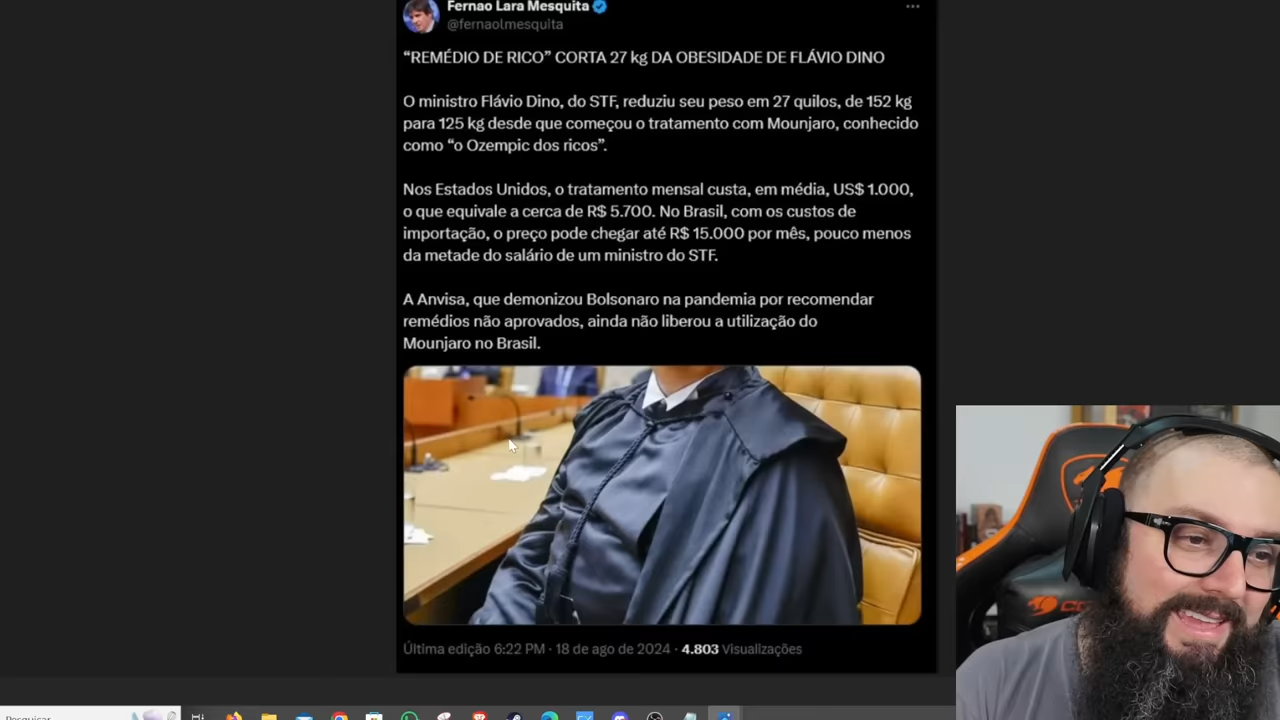 Fernao Lara Mesquita
@fernaolmesquita
“REMÉDIO DE RICO” CORTA 27 kg DA OBESIDADE DE FLÁVIO DINO
O ministro Flávio Dino, do STF, reduziu seu peso em 27 quilos, de 152 kg
para 125 kg desde que começou o tratamento com Mounjaro, conhecido
como “o Ozempic dos ricos”.
Nos Estados Unidos, o tratamento mensal custa, em média, US$ 1.000,
o que equivale a cerca de R$ 5.700. No Brasil, com os custos de
importação, o preço pode chegar até R$ 15.000 por mês, pouco menos
da metade do salário de um ministro do STF.
A Anvisa, que demonizou Bolsonaro na pandemia por recomendar
remédios não aprovados, ainda não liberou a utilização do
Mounjaro no Brasil.
Última edição 6:22 PM · 18 de ago de 2024 · 4.803 Visualizações
Pesquisar